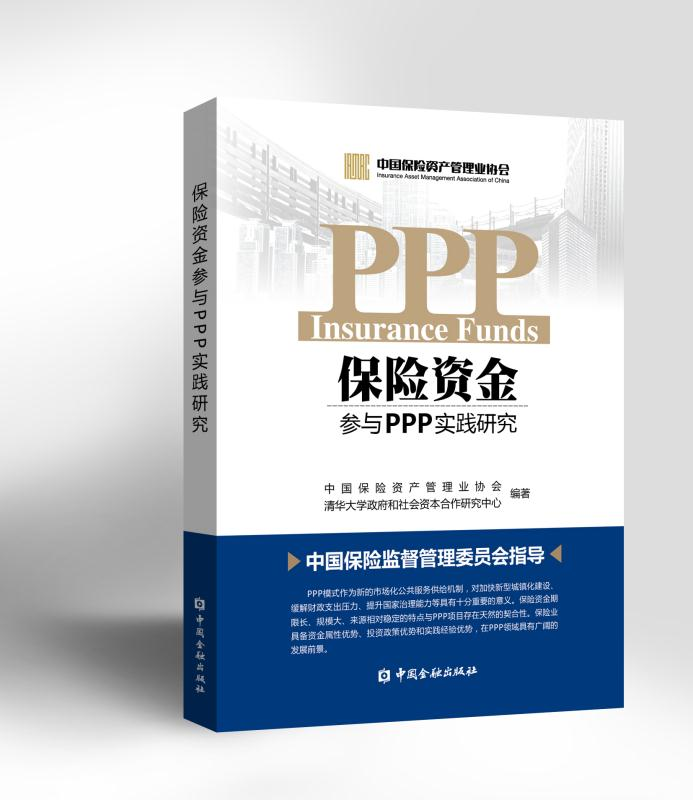 保险资金参与PPP实践研究
中国金融出版社
IAMAC
中国保险资产管理业协会
Insurance Asset Management Association of China
PPP
Insurance Funds
保险资金
参与PPP实践研究
中国保险资产管理业协会
清华大学政府和社会资本合作研究中心
编著
中国保险监督管理委员会指导
PPP模式作为新的市场化公共服务供给机制，对加快新型城镇化建设、
缓解财政支出压力、提升国家治理能力等具有十分重要的意义。保险资金期
限长、规模大、来源相对稳定的特点与PPP项目存在天然的契合性。保险业
具备资金属性优势、投资政策优势和实践经验优势，在PPP领域具有广阔的
发展前景。
中国金融出版社